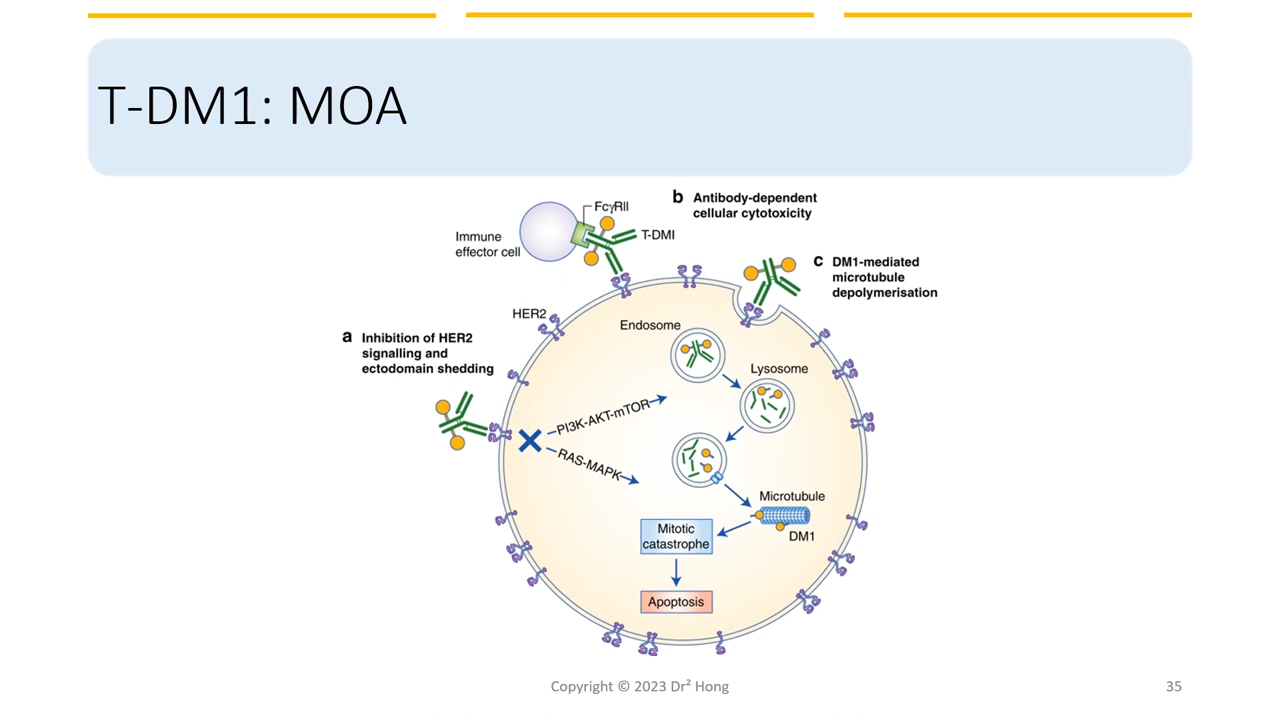 T-DM1: MOA
b Antibody-dependent
cellular cytotoxicity
FcγRII
T-DMI
Immune
effector cell
c DM1-mediated
microtubule
depolymerisation
HER2
Endosome
a Inhibition of HER2
signalling and
ectodomain shedding
Lysosome
PI3K-AKT-mTOR
RAS-MAPK
Microtubule
DM1
Mitotic
catastrophe
Apoptosis
Copyright © 2023 Dr² Hong
35